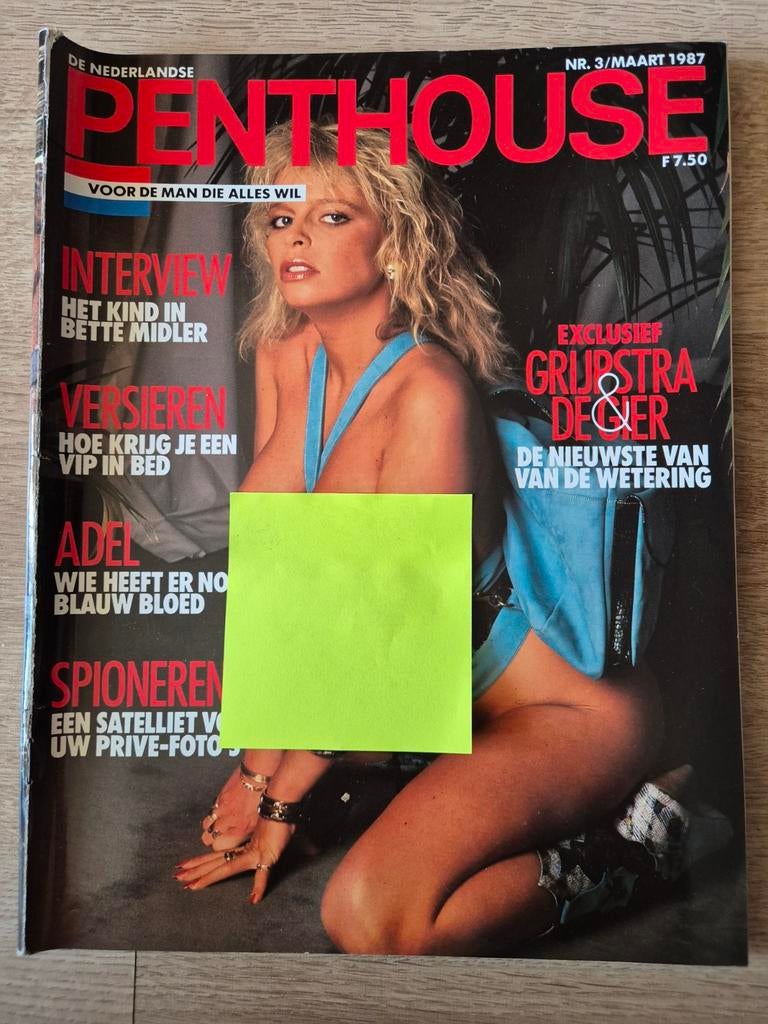 DE NEDERLANDSE
NR. 3/MAART 1987
PENTHOUSE
F 7.50
VOOR DE MAN DIE ALLES WIL
INTERVIEW
HET KIND IN
BETTE MIDLER
VERSIEREN
HOE KRIJG JE EEN
VIP IN BED
ADEL
WIE HEEFT ER
BLAUW BLOED
SPIONEREN
EEN SATELLIET
UW PRIVE-FOTO'S
EXCLUSIEF
GRIJPSTRA
&
DE GIER
DE NIEUWSTE VAN
VAN DE WETERING